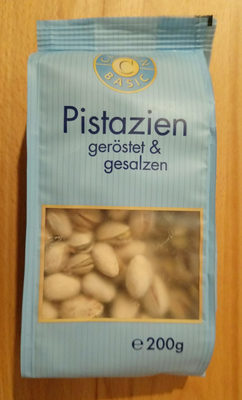 C
BASIC
Pistazien
geröstet &
gesalzen
e 200g